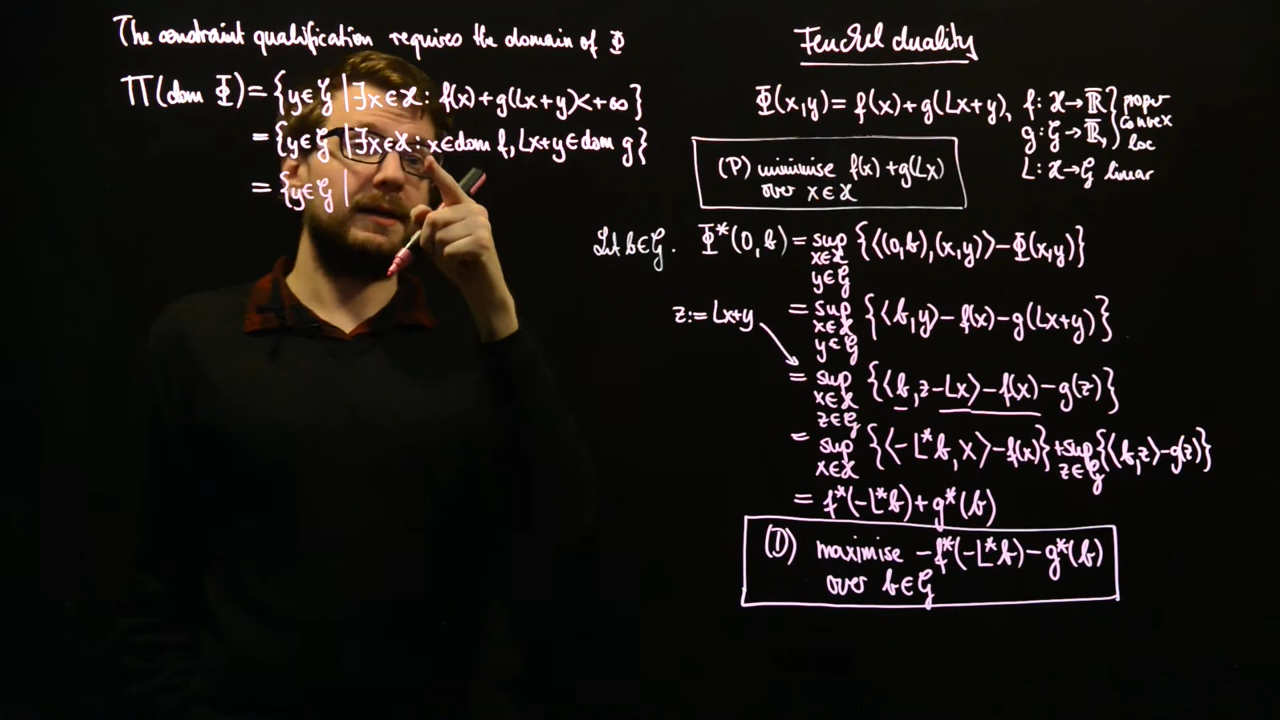 The constraint qualification requires the domain of Φ
Π(dom Φ) = {y∈G | ∃x∈X: f(x)+g(Lx+y)<+∞}
= {y∈G | ∃x∈X: x∈dom f, Lx+y∈dom g}
= {y∈G |
Fenchel duality
Φ(x,y) = f(x) + g(Lx+y), f: X→R̄ } proper
g: G→R̄, } convex
lsc
L: X→G linear
(P) minimise f(x)+g(Lx)
over x∈X
Let b∈G. Φ*(0,b) = sup {⟨(0,b),(x,y)⟩−Φ(x,y)}
x∈X
y∈G
z:= Lx+y = sup {⟨b,y⟩−f(x)−g(Lx+y)}
x∈X
y∈G
= sup {⟨b,z−Lx⟩−f(x)−g(z)}
x∈X
z∈G
= sup {⟨−L*b,x⟩−f(x)}+sup{⟨b,z⟩−g(z)}
x∈X z∈G
= f*(−L*b)+g*(b)
(D) maximise −f*(−L*b)−g*(b)
over b∈G